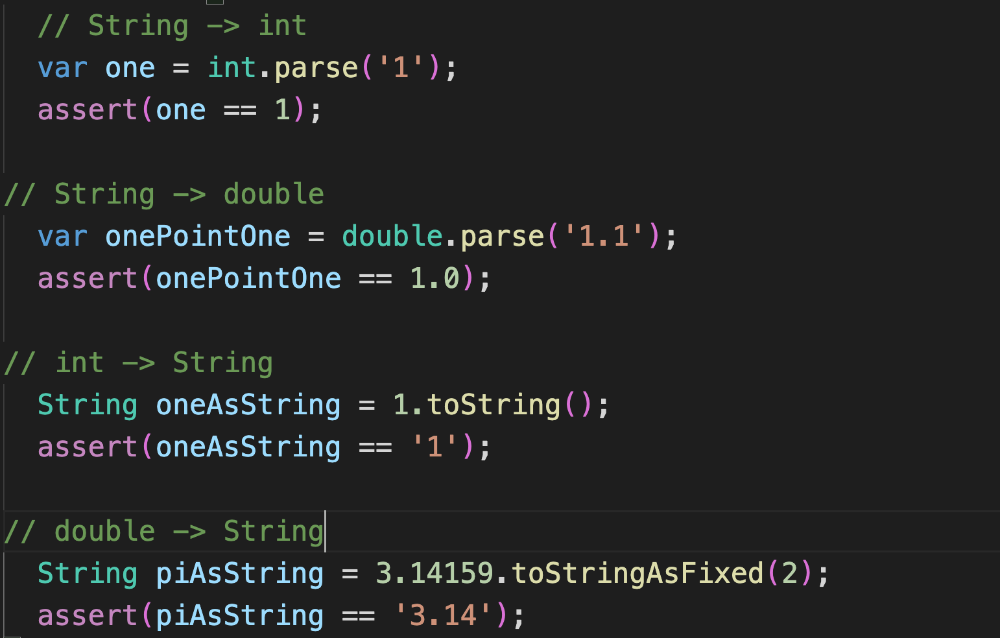 // String -> int
var one = int.parse('1');
assert(one == 1);
// String -> double
var onePointOne = double.parse('1.1');
assert(onePointOne == 1.0);
// int -> String
String oneAsString = 1.toString();
assert(oneAsString == '1');
// double -> String
String piAsString = 3.14159.toStringAsFixed(2);
assert(piAsString == '3.14');